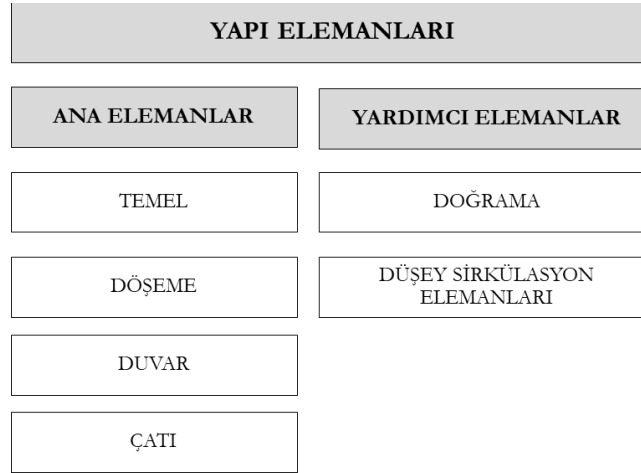 YAPI ELEMANLARI
ANA ELEMANLAR
YARDIMCI ELEMANLAR
TEMEL
DOĞRAMA
DÖŞEME
DÜŞEY SİRKÜLASYON
ELEMANLARI
DUVAR
ÇATI